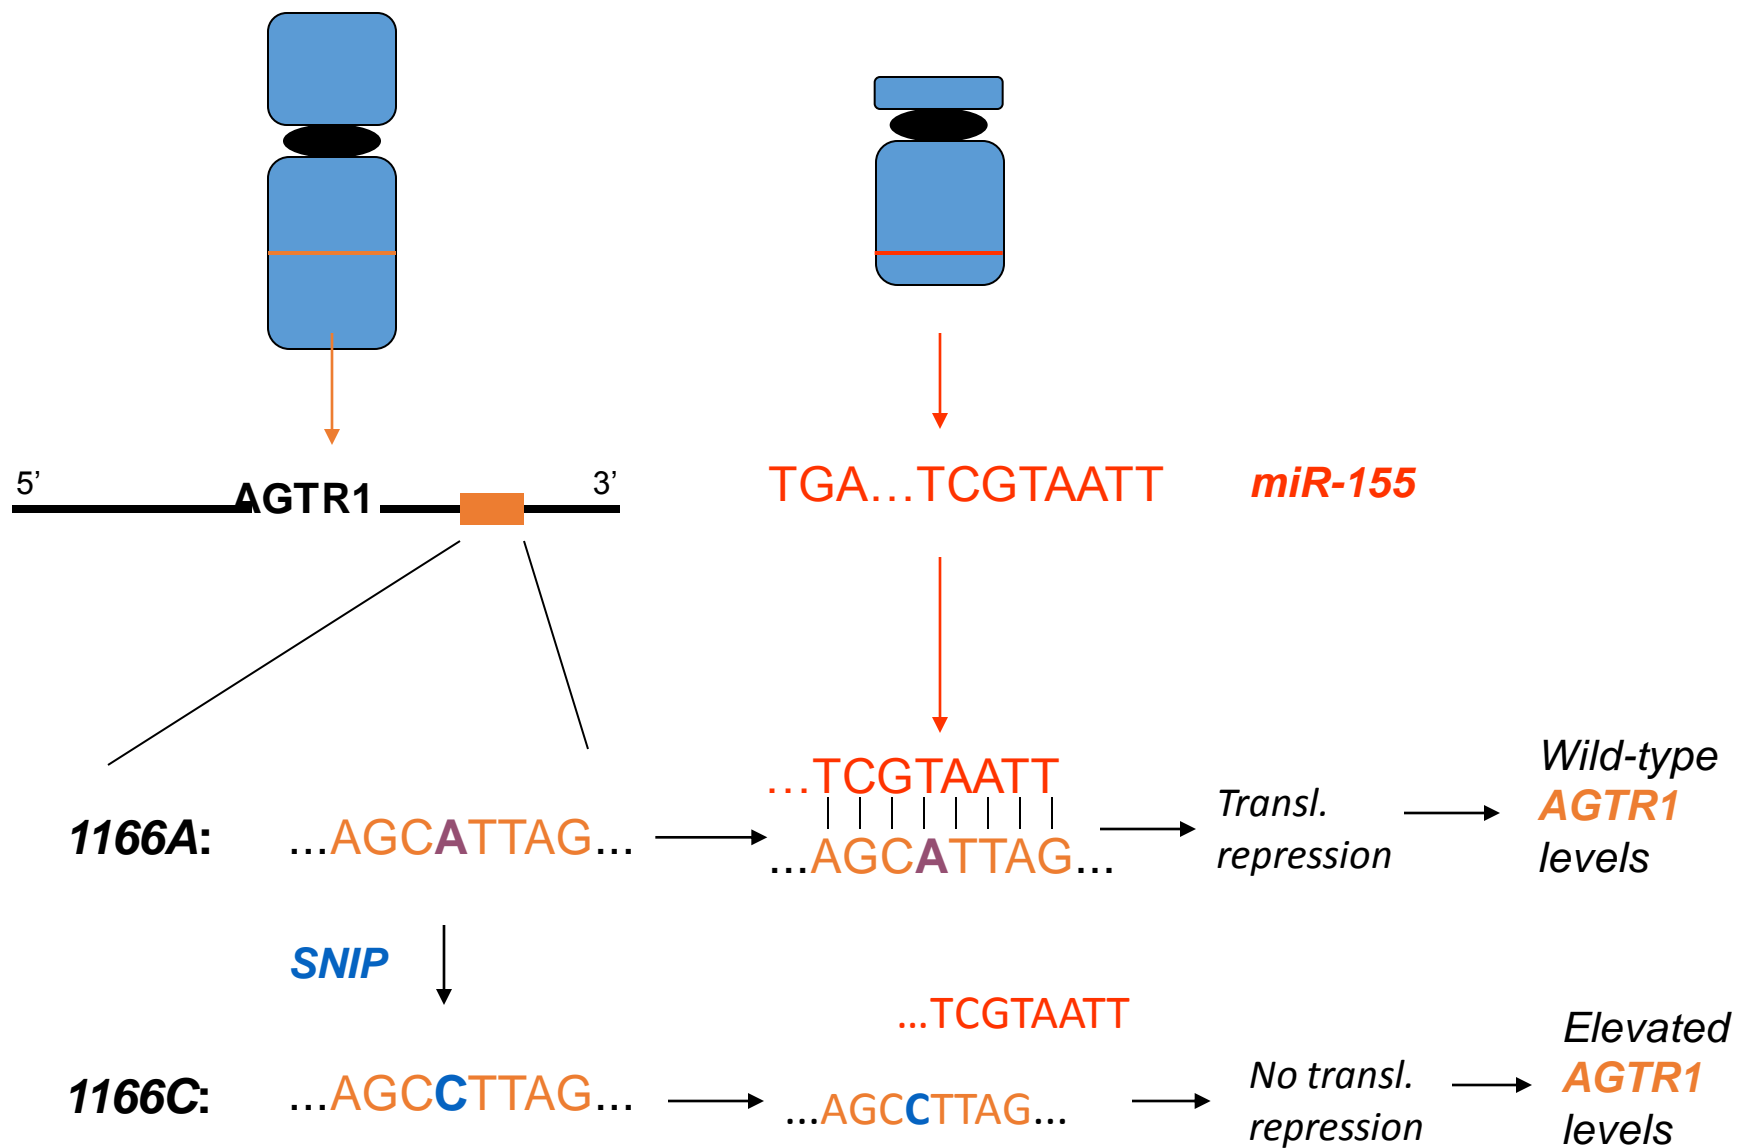 5’
AGTR1
3’
TGA...TCGTAATT
miR-155
...TCGTAATT
1166A:
...AGCATTAG...
...AGCATTAG...
Transl.
repression
Wild-type
AGTR1
levels
SNIP
...TCGTAATT
1166C:
...AGCCTTAG...
...AGCCTTAG...
No transl.
repression
Elevated
AGTR1
levels